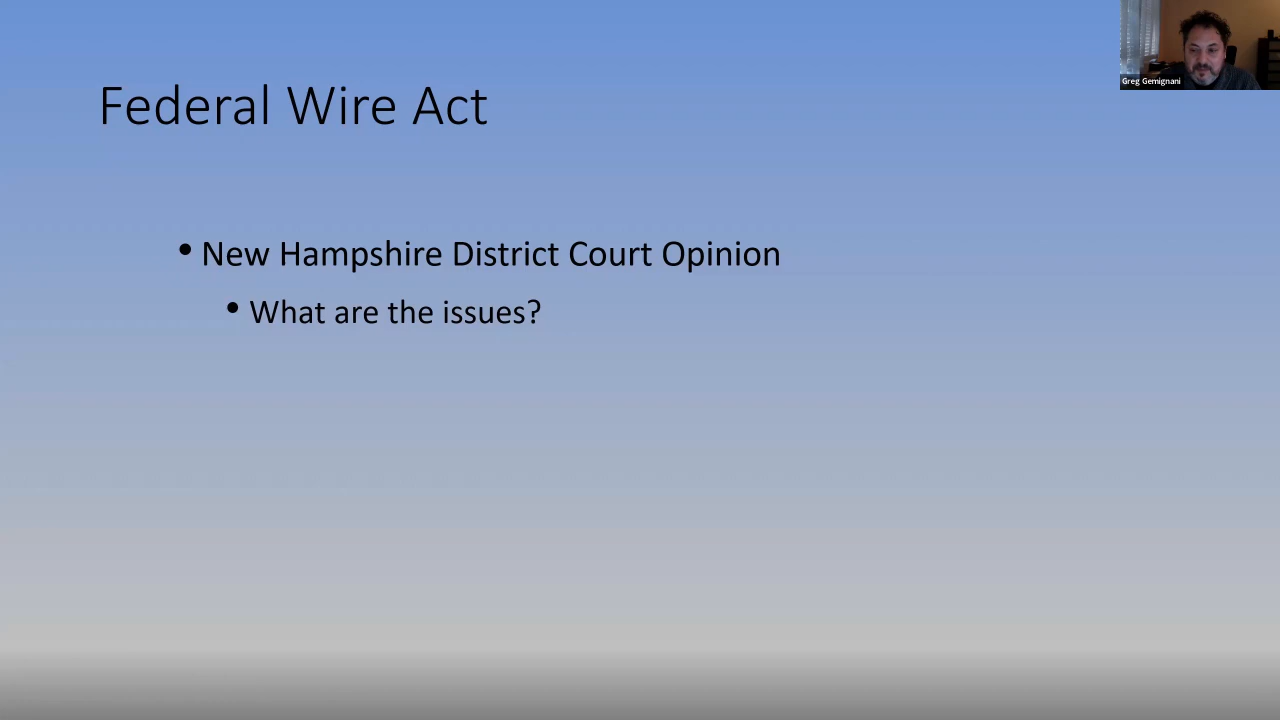 Greg Gemignani
Federal Wire Act
• New Hampshire District Court Opinion
• What are the issues?